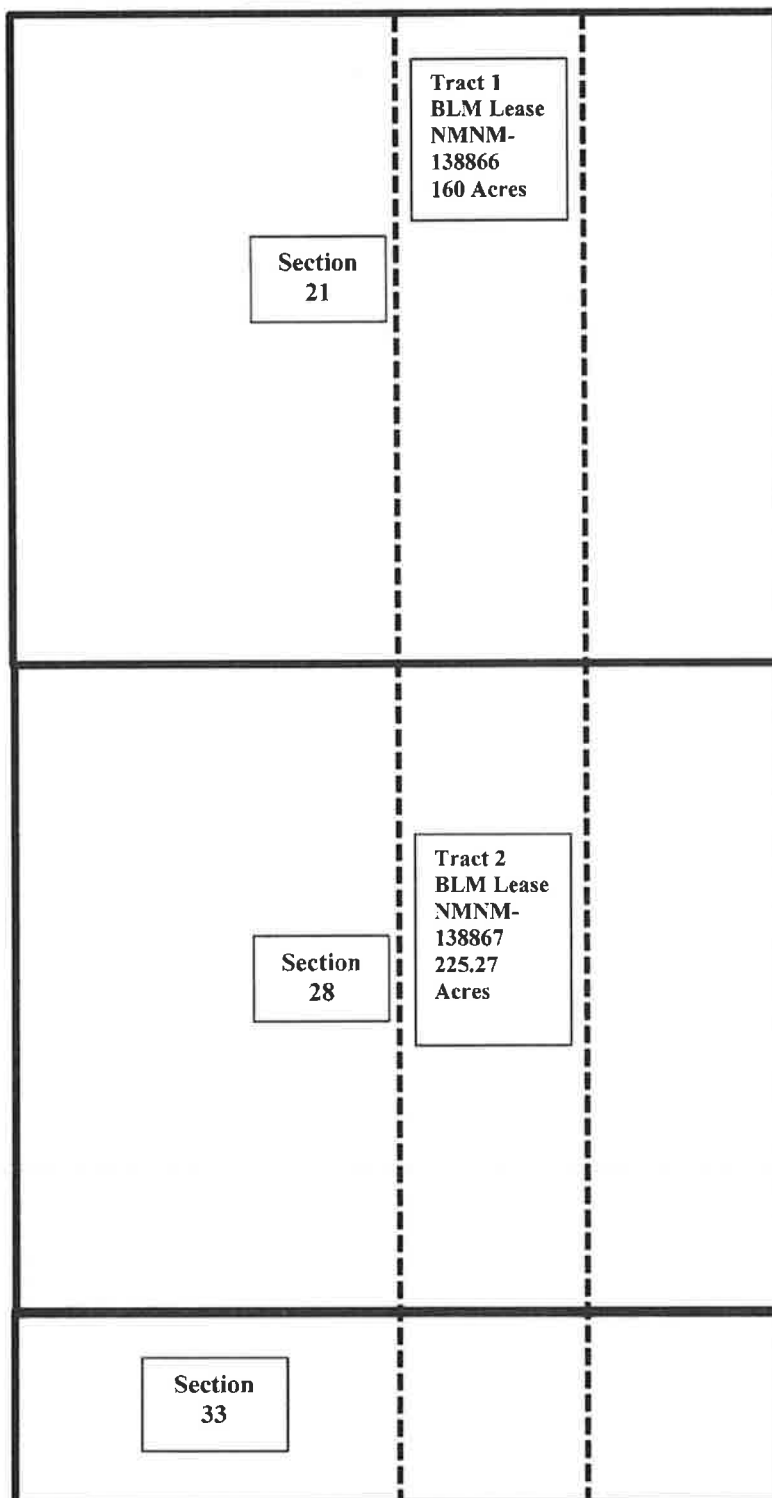 Tract 1
BLM Lease
NMNM-
138866
160 Acres
Section
21
Tract 2
BLM Lease
NMNM-
138867
225.27
Acres
Section
28
Section
33